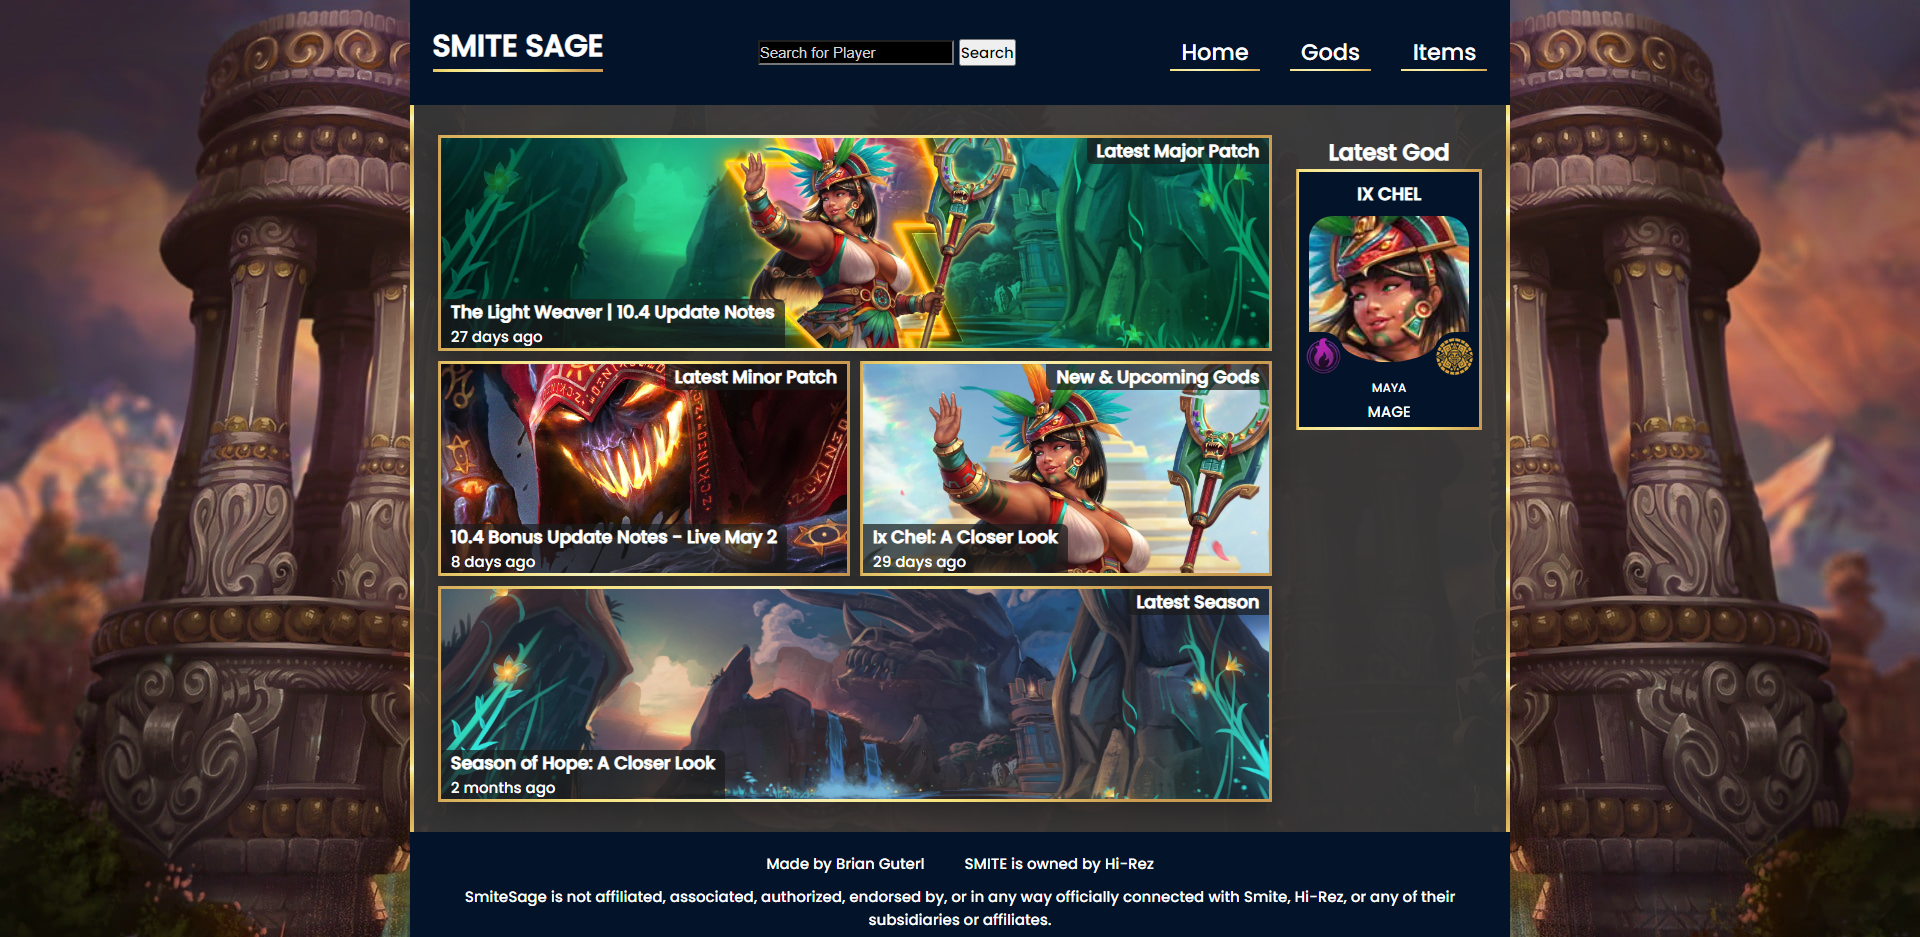 SMITE SAGE
Search for Player
Search
Home
Gods
Items
Latest Major Patch
The Light Weaver | 10.4 Update Notes
27 days ago
Latest God
IX CHEL
MAYA
MAGE
Latest Minor Patch
10.4 Bonus Update Notes - Live May 2
8 days ago
New & Upcoming Gods
Ix Chel: A Closer Look
29 days ago
Latest Season
Season of Hope: A Closer Look
2 months ago
Made by Brian Guterl
SMITE is owned by Hi-Rez
SmiteSage is not affiliated, associated, authorized, endorsed by, or in any way officially connected with Smite, Hi-Rez, or any of their
subsidiaries or affiliates.